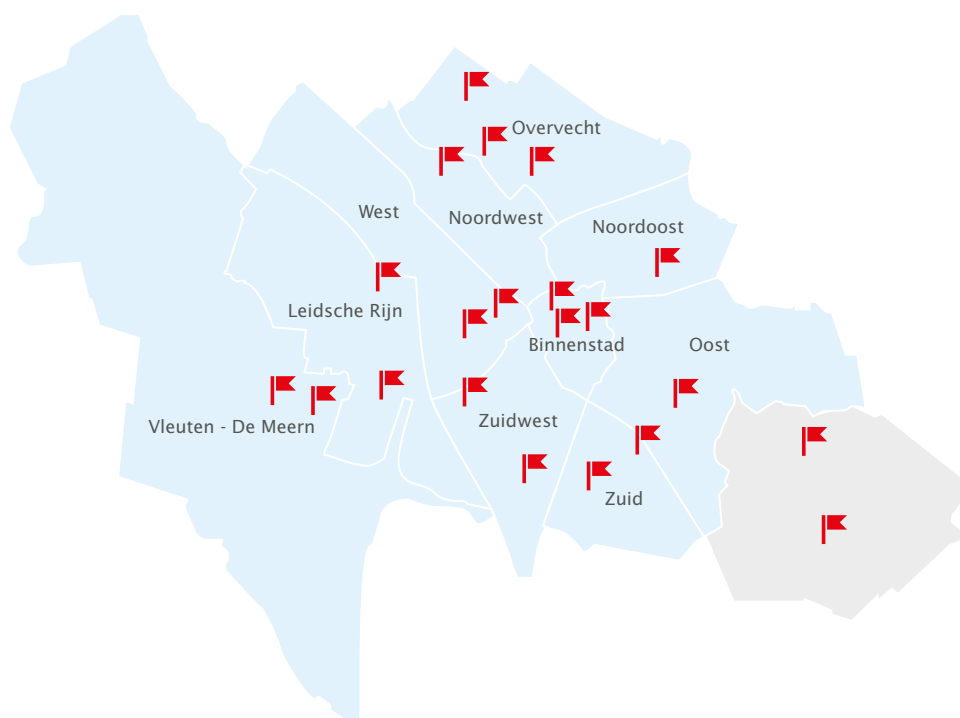 Overvecht
West
Noordwest
Noordoost
Leidsche Rijn
Binnenstad
Oost
Vleuten - De Meern
Zuidwest
Zuid